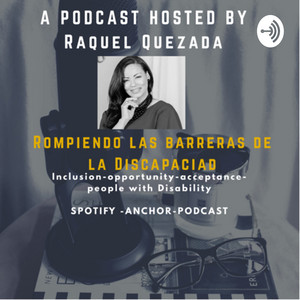 A PODCAST HOSTED BY
RAQUEL QUEZADA
ROMPIENDO LAS BARRERAS DE
LA DISCAPACIAD
Inclusion-opportunity-acceptance-
people with Disability
SPOTIFY -ANCHOR-PODCAST